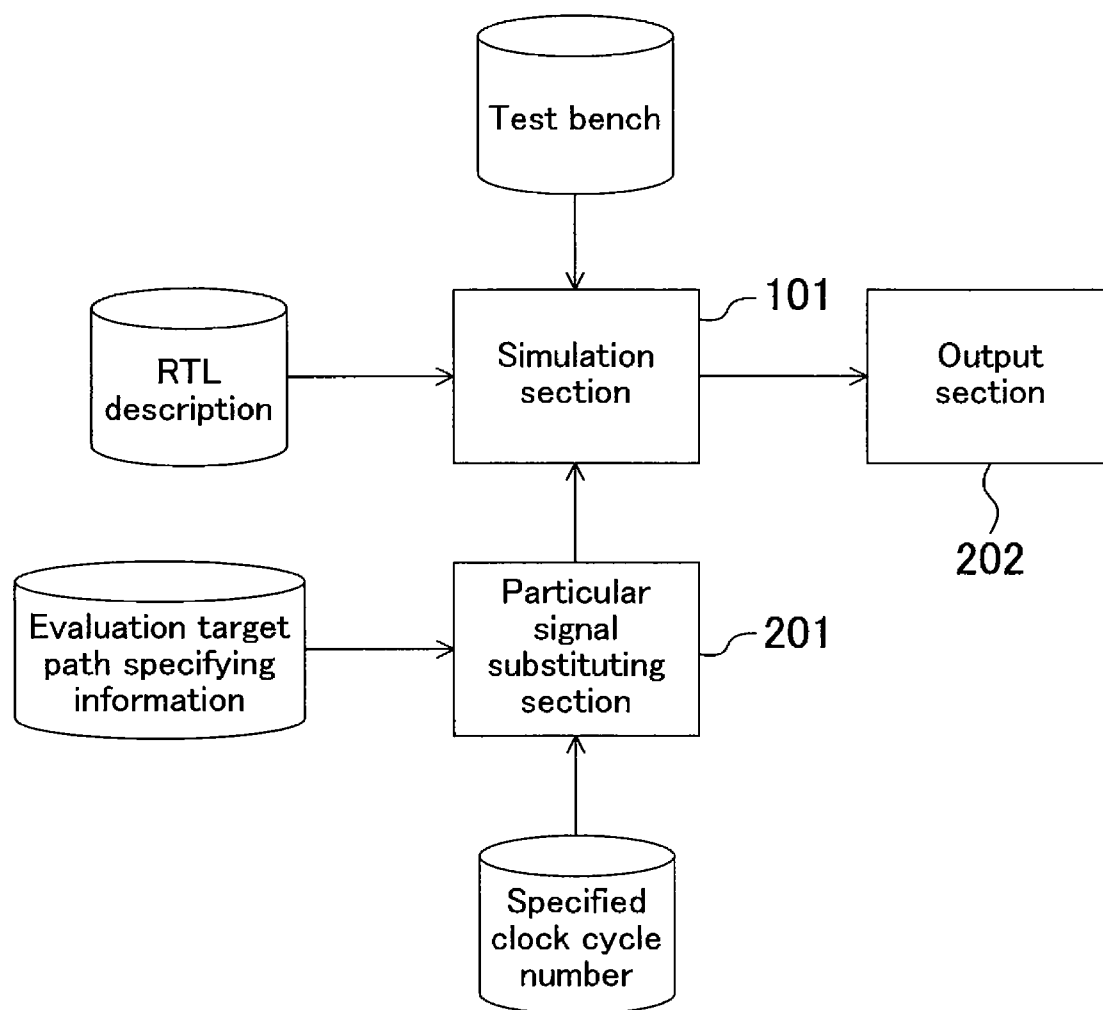 Test bench
RTL
description
Simulation
section
101
Output
section
202
Evaluation target
path specifying
information
Particular
signal
substituting
section
201
Specified
clock cycle
number